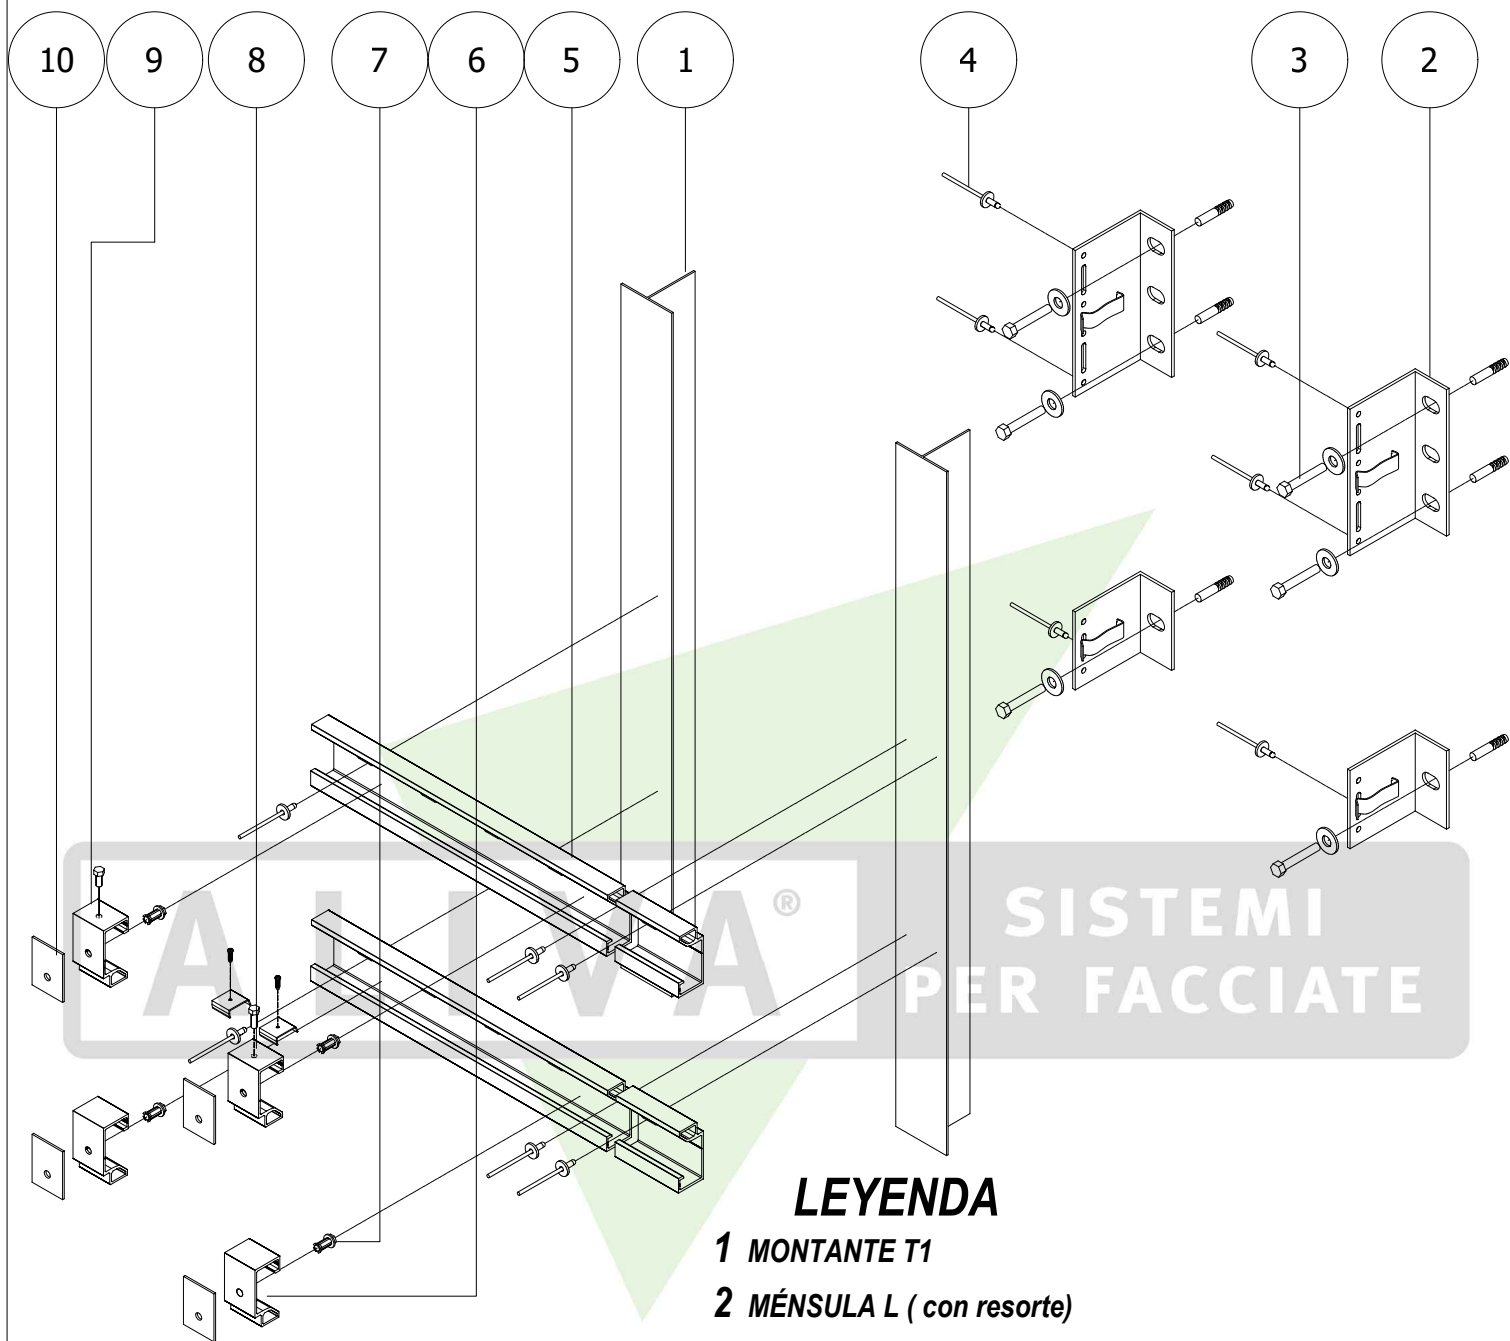 10 9 8 7 6 5 1 4 3 2
ALIVA®
SISTEMI
PER FACCIATE
LEYENDA
1 MONTANTE T1
2 MÉNSULA L ( con resorte)